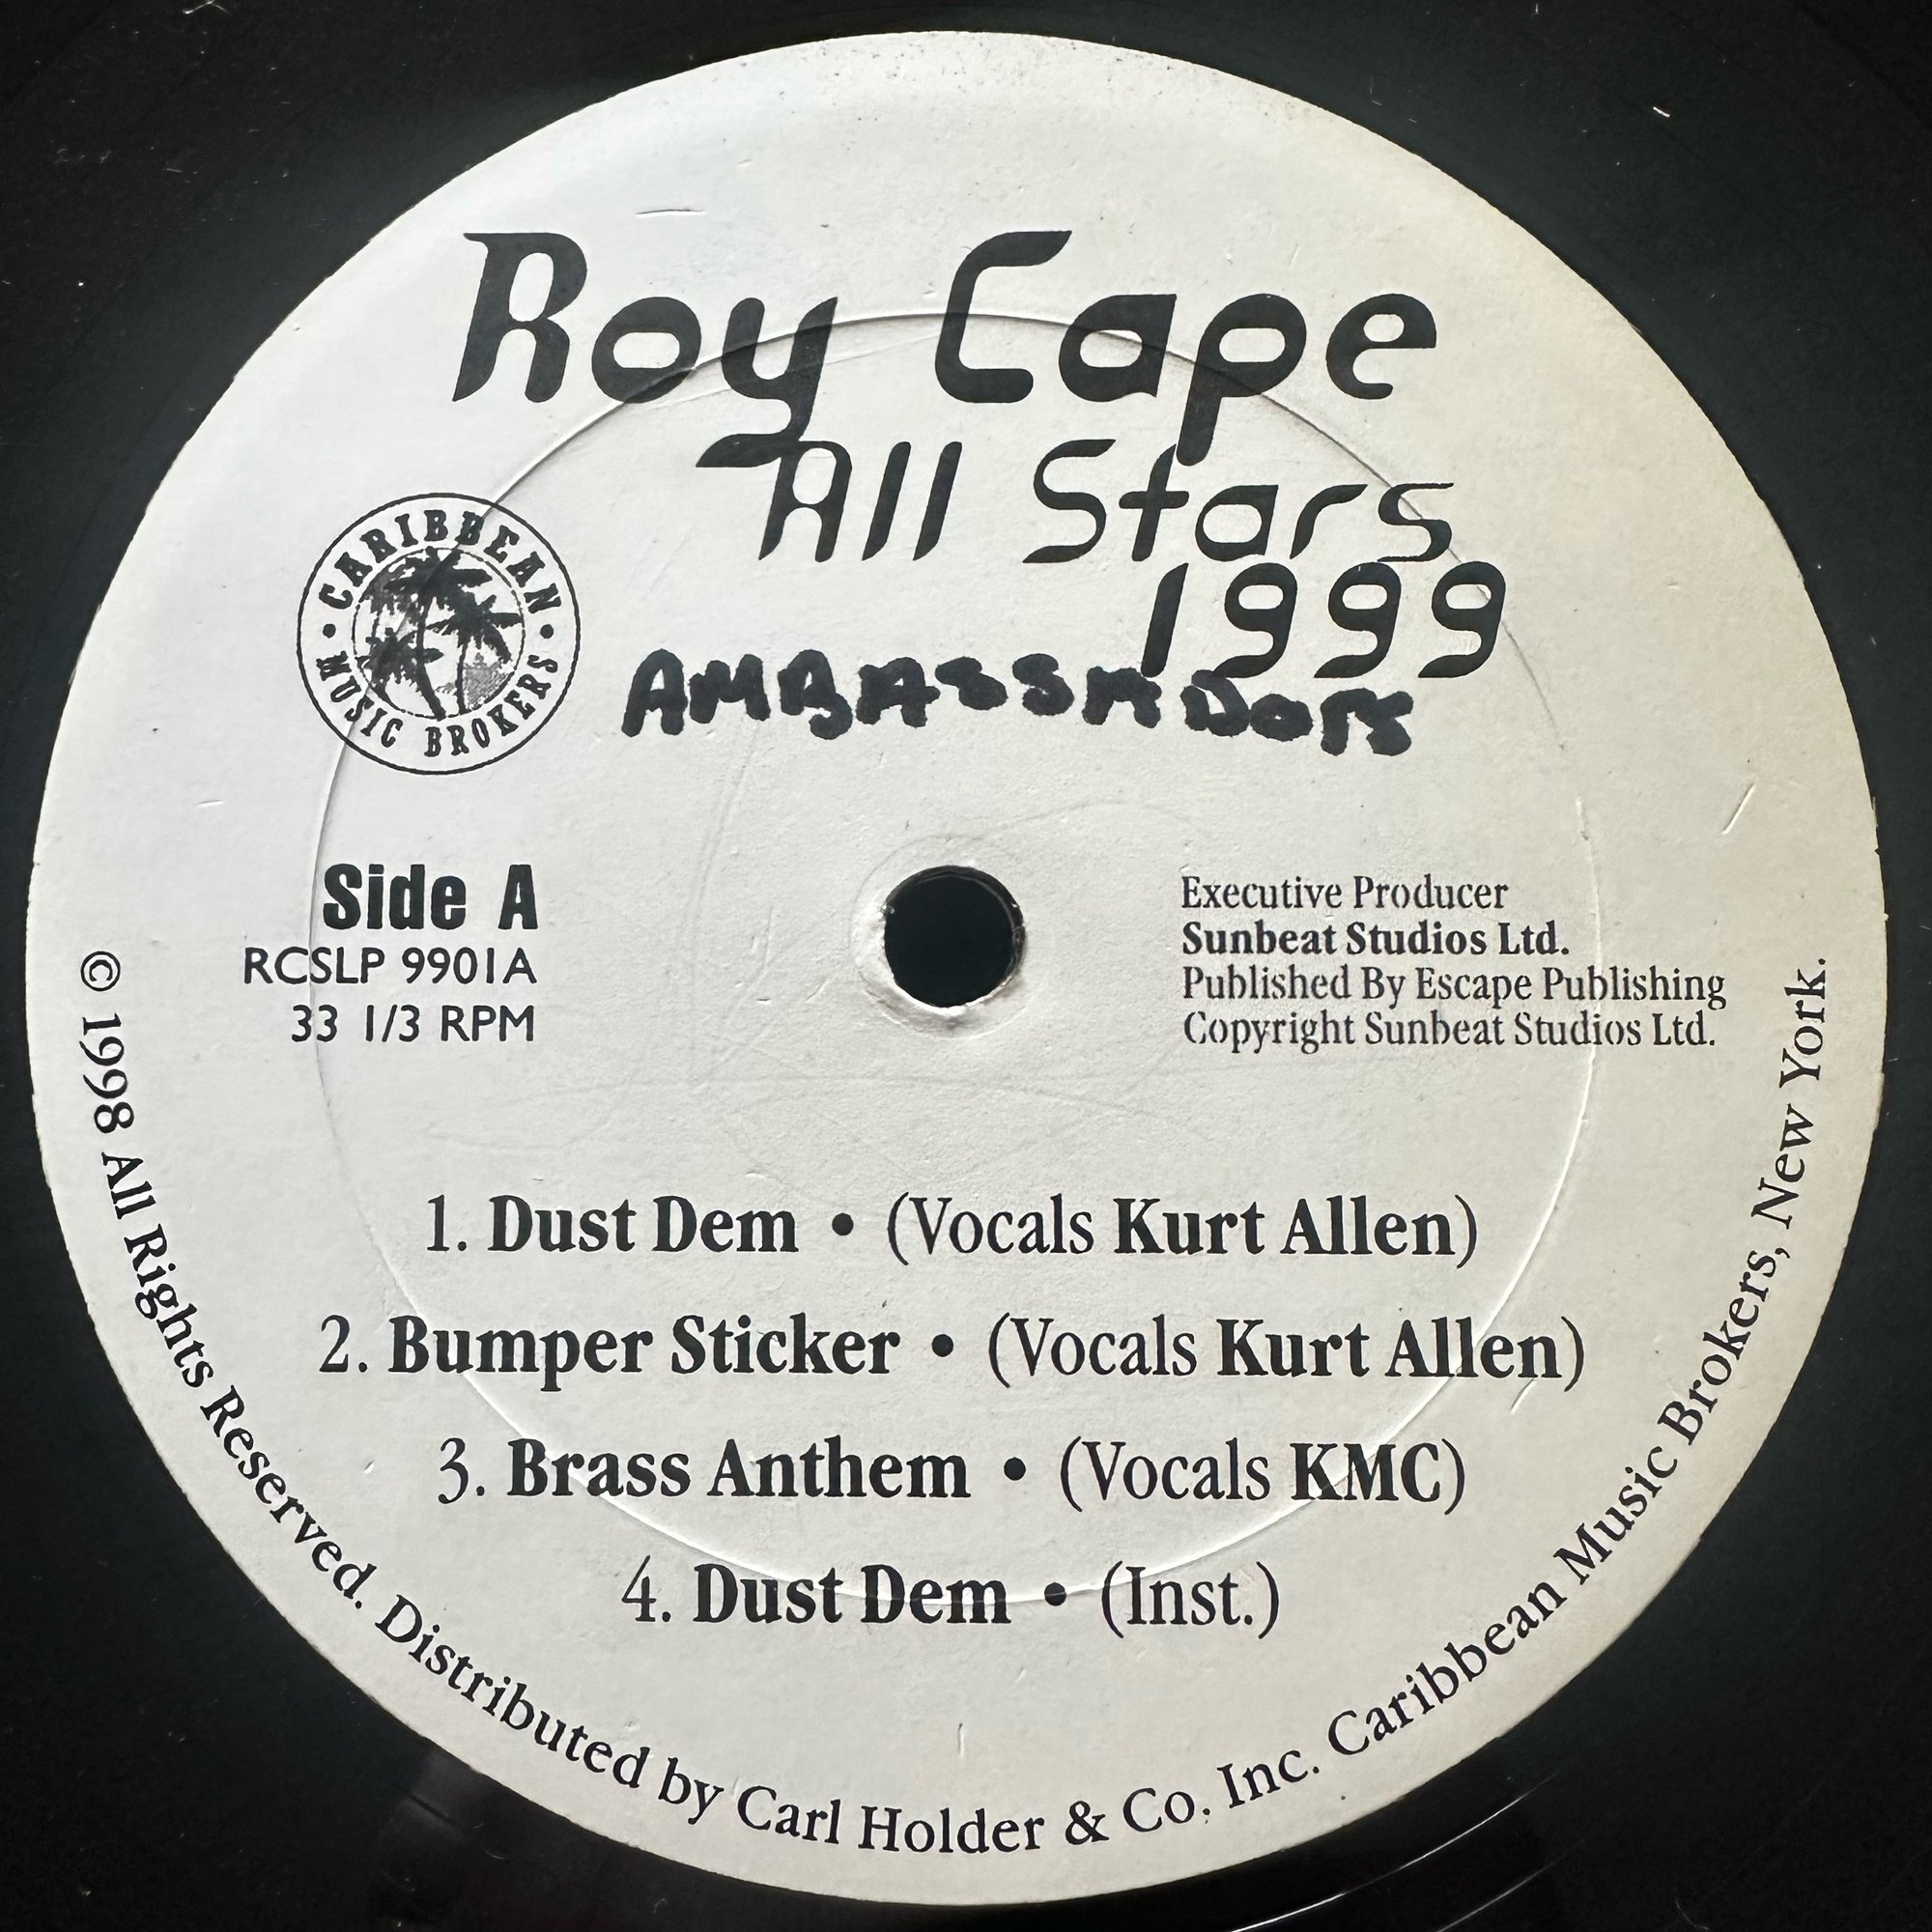 Roy Cape
All Stars
1999
CARIBBEAN
• MUSIC BROKERS •
AMBASSADORS
Side A
RCSLP 9901A
33 1/3 RPM
Executive Producer
Sunbeat Studios Ltd.
Published By Escape Publishing
Copyright Sunbeat Studios Ltd.
1. Dust Dem • (Vocals Kurt Allen)
2. Bumper Sticker • (Vocals Kurt Allen)
3. Brass Anthem • (Vocals KMC)
4. Dust Dem • (Inst.)
© 1998 All Rights Reserved. Distributed by Carl Holder & Co. Inc. Caribbean Music Brokers, New York.